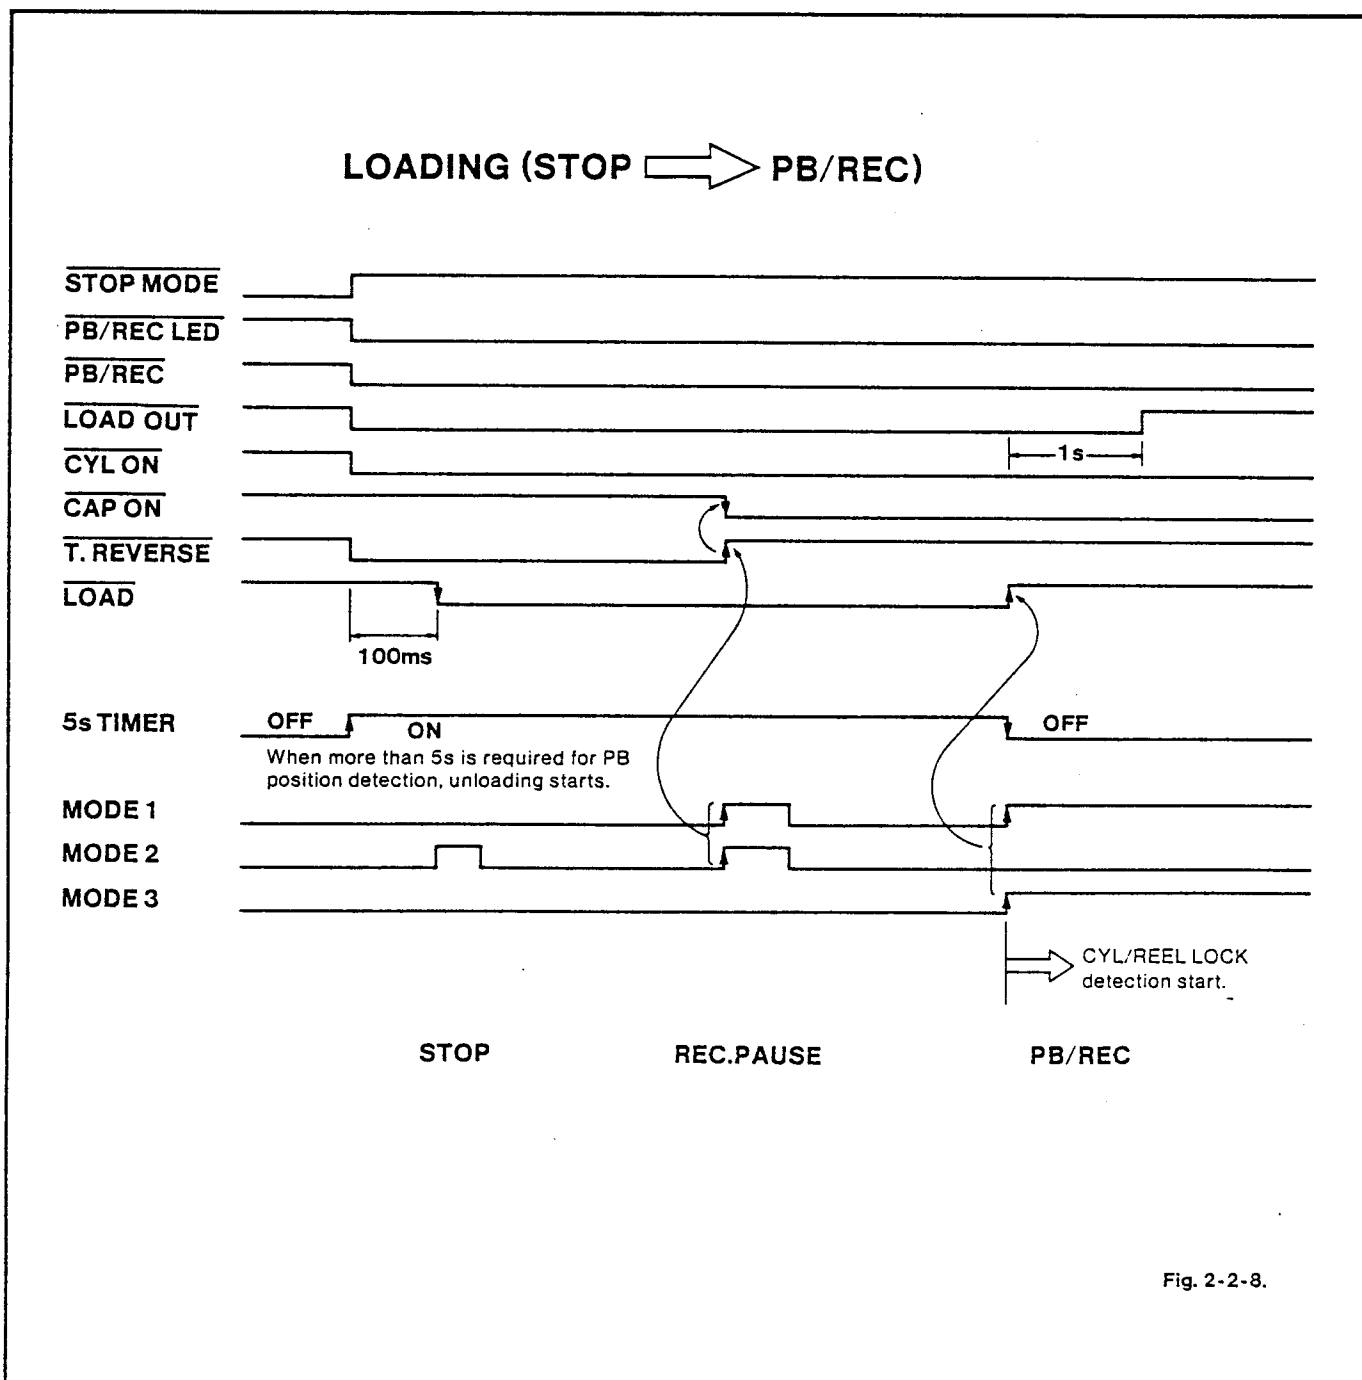 LOADING (STOP ⇨ PB/REC)
STOP MODE
PB/REC LED
PB/REC
LOAD OUT
1s
CYL ON
CAP ON
T. REVERSE
LOAD
100ms
5s TIMER OFF ON OFF
When more than 5s is required for PB
position detection, unloading starts.
MODE 1
MODE 2
MODE 3
CYL/REEL LOCK
detection start.
STOP REC.PAUSE PB/REC
Fig. 2-2-8.